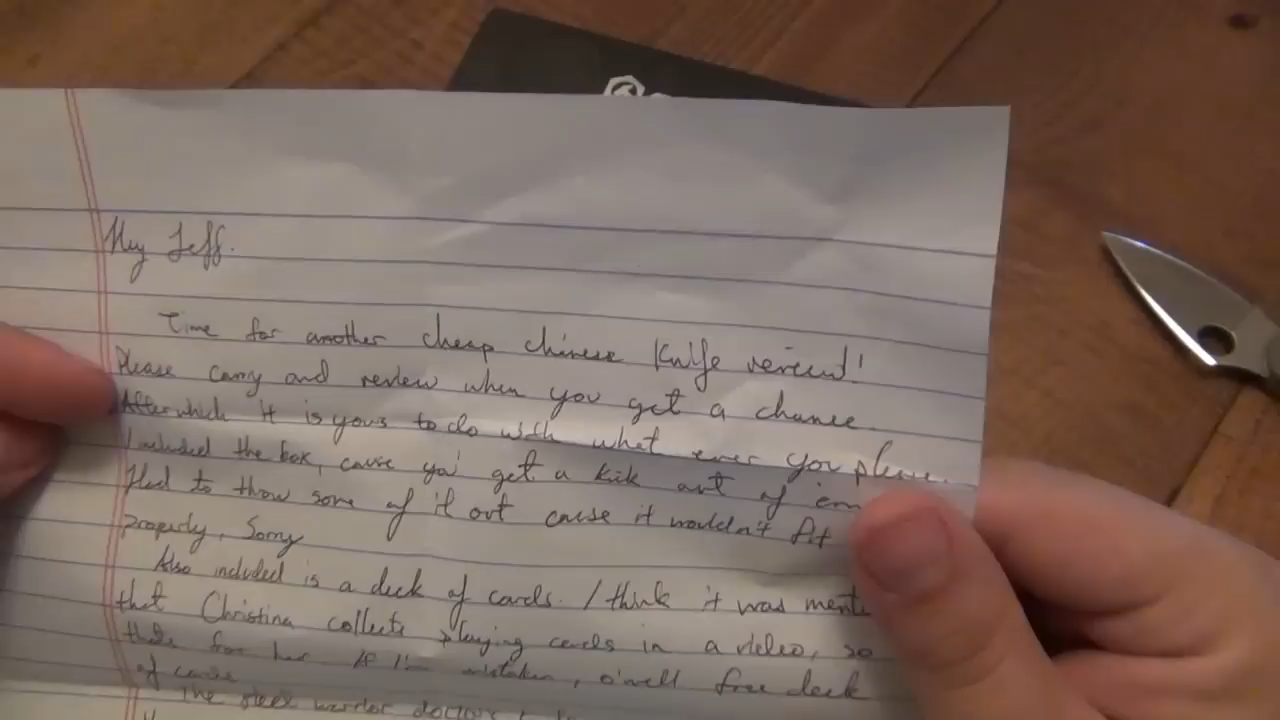 Hey Jeff.
Time for another cheap chinese Knife review!
Please carry and review when you get a chance.
After which it is yours to do with what ever you please.
I included the box, cause you get a kick out of em
Had to throw some of it out cause it wouldn't fit
properly, Sorry
Also included is a deck of cards. I think it was
that Christina collects playing cards in a video, so
from her If I'm mistaken, o'well free deck
of cards
The